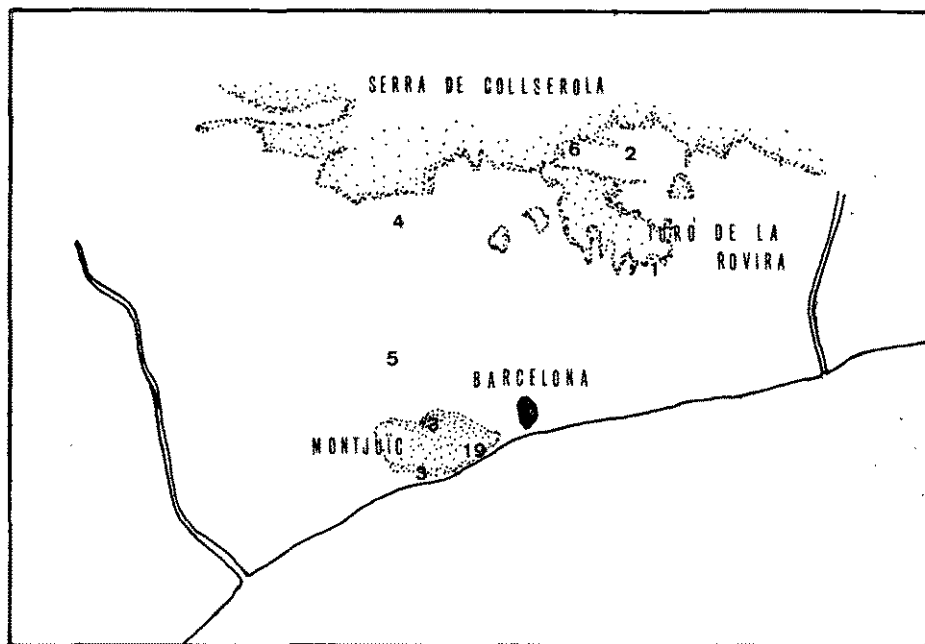 SERRA DE COLLSEROLA
6
2
4
TURÓ DE LA
ROVIRA
1
5
BARCELONA
MONTJUÏC
19
3